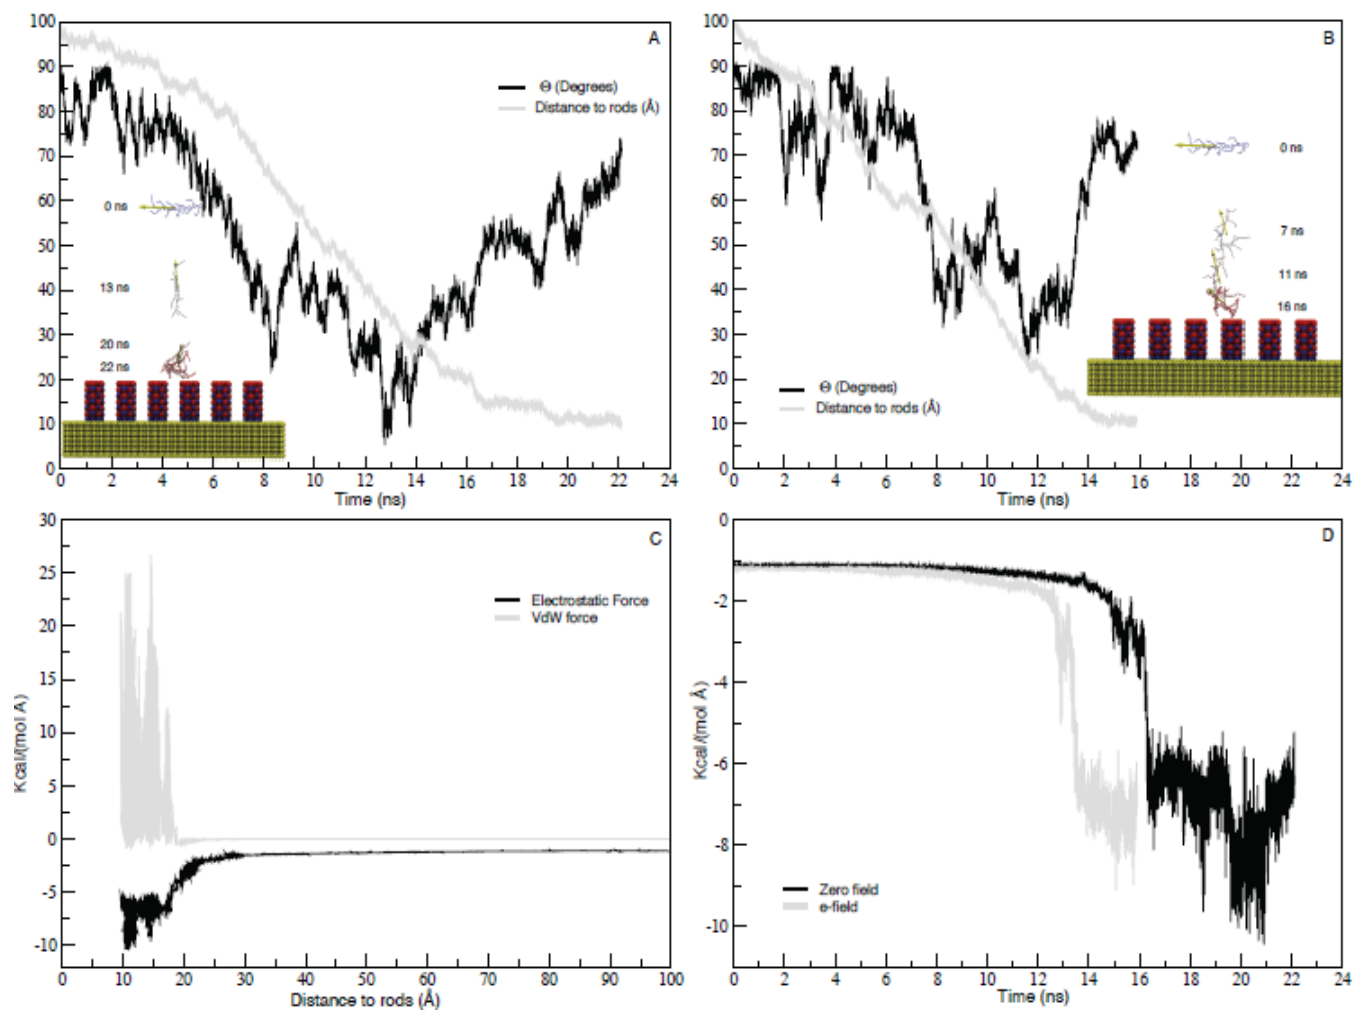 A
100
90
80
70
60
50
40
30
20
10
0
Θ (Degrees)
Distance to rods (Å)
0 ns
13 ns
20 ns
22 ns
0 2 4 6 8 10 12 14 16 18 20 22 24
Time (ns)
B
100
90
80
70
60
50
40
30
20
10
0
0 ns
7 ns
11 ns
16 ns
Θ (Degrees)
Distance to rods (Å)
0 2 4 6 8 10 12 14 16 18 20 22 24
Time (ns)
C
30
25
20
15
10
5
0
-5
-10
Kcal/(mol A)
Electrostatic Force
VdW force
0 10 20 30 40 50 60 70 80 90 100
Distance to rods (Å)
D
0
-2
-4
-6
-8
-10
Kcal/(mol Å)
Zero field
e-field
0 2 4 6 8 10 12 14 16 18 20 22 24
Time (ns)